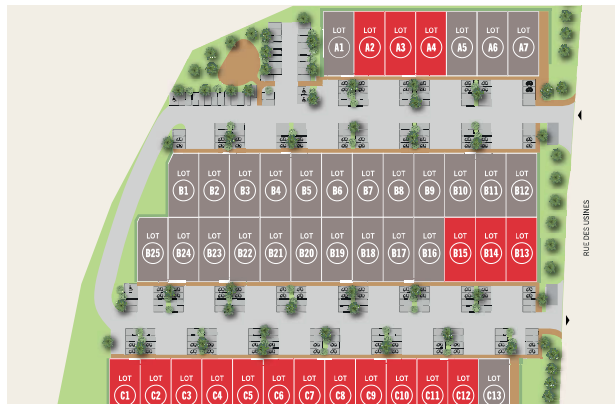 LOT LOT LOT LOT LOT LOT LOT
A1 A2 A3 A4 A5 A6 A7
LOT LOT LOT LOT LOT LOT LOT LOT LOT LOT LOT LOT
B1 B2 B3 B4 B5 B6 B7 B8 B9 B10 B11 B12
LOT LOT LOT LOT LOT LOT LOT LOT LOT LOT LOT LOT LOT
B25 B24 B23 B22 B21 B20 B19 B18 B17 B16 B15 B14 B13
RUE DES USINES
LOT LOT LOT LOT LOT LOT LOT LOT LOT LOT LOT LOT LOT
C1 C2 C3 C4 C5 C6 C7 C8 C9 C10 C11 C12 C13